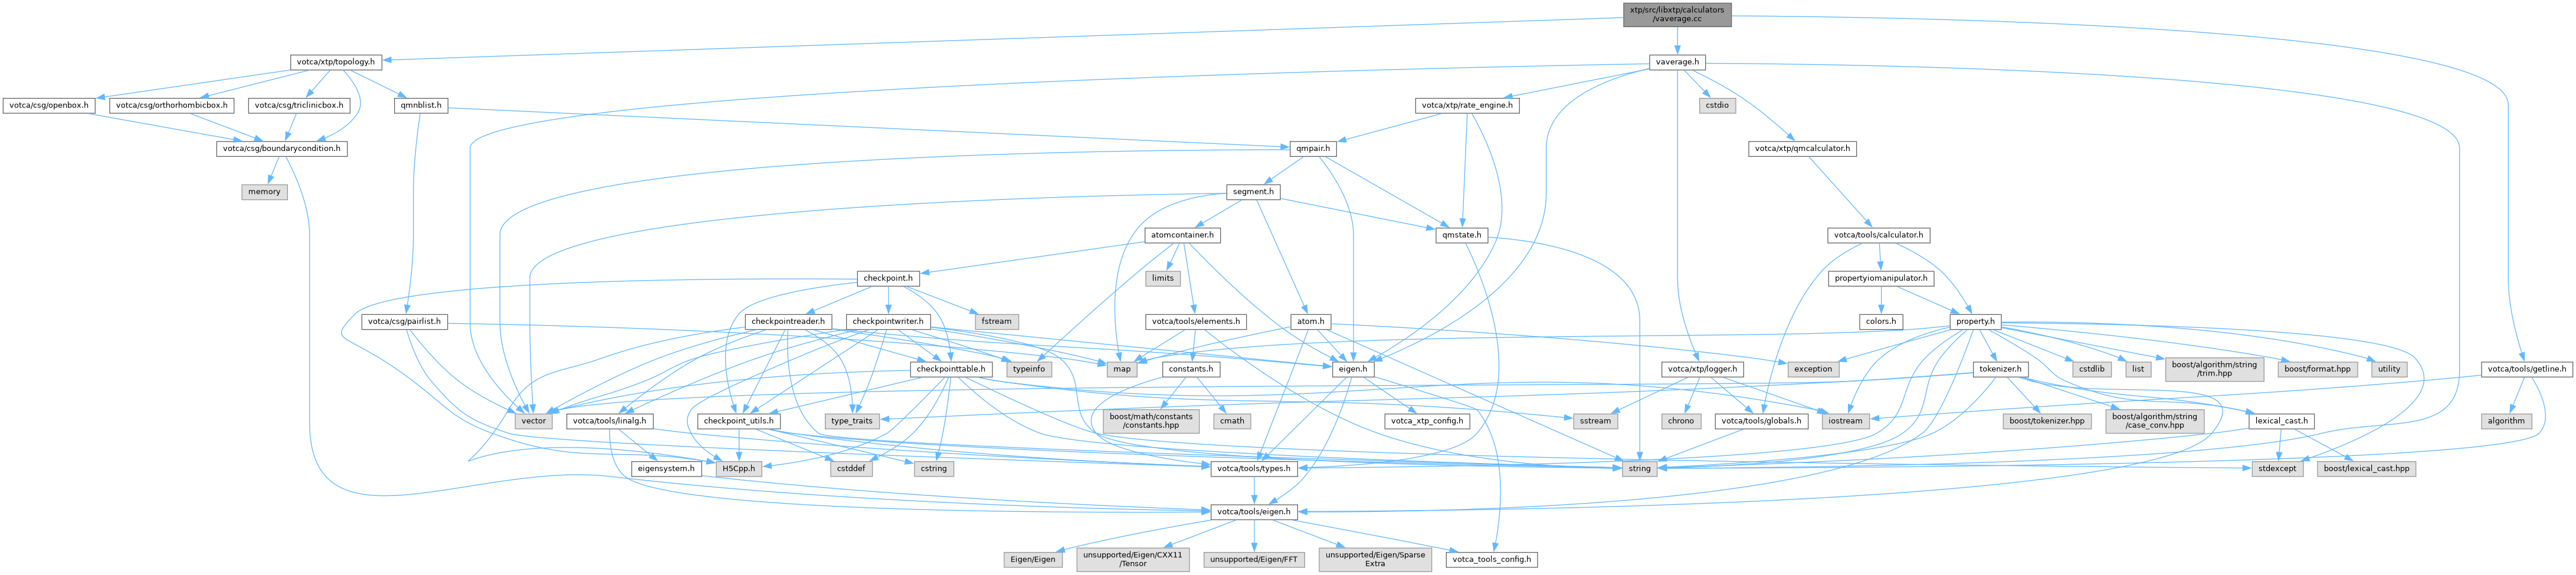 xtp/src/libxtp/calculators
/vaverage.cc
votca/xtp/topology.h
vaverage.h
votca/csg/openbox.h
votca/csg/orthorhombicbox.h
votca/csg/triclinicbox.h
qmnblist.h
votca/xtp/rate_engine.h
cstdio
votca/csg/boundarycondition.h
qmpair.h
votca/xtp/qmcalculator.h
memory
segment.h
atomcontainer.h
qmstate.h
votca/tools/calculator.h
checkpoint.h
limits
propertyiomanipulator.h
votca/csg/pairlist.h
checkpointreader.h
checkpointwriter.h
fstream
votca/tools/elements.h
atom.h
colors.h
property.h
checkpointtable.h
typeinfo
map
constants.h
eigen.h
votca/xtp/logger.h
exception
tokenizer.h
cstdlib
list
boost/algorithm/string
/trim.hpp
boost/format.hpp
utility
votca/tools/getline.h
vector
votca/tools/linalg.h
checkpoint_utils.h
type_traits
boost/math/constants
/constants.hpp
cmath
votca_xtp_config.h
sstream
chrono
votca/tools/globals.h
iostream
boost/tokenizer.hpp
boost/algorithm/string
/case_conv.hpp
lexical_cast.h
algorithm
eigensystem.h
H5Cpp.h
cstddef
cstring
votca/tools/types.h
string
stdexcept
boost/lexical_cast.hpp
votca/tools/eigen.h
Eigen/Eigen
unsupported/Eigen/CXX11
/Tensor
unsupported/Eigen/FFT
unsupported/Eigen/Sparse
Extra
votca_tools_config.h